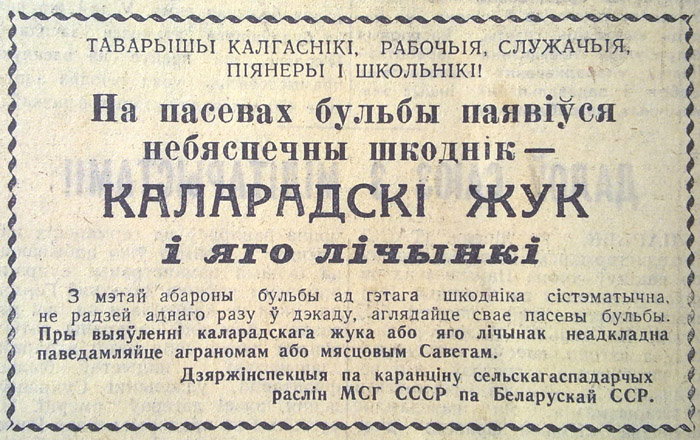 ТАВАРЫШЫ КАЛГАСНІКІ, РАБОЧЫЯ, СЛУЖАЧЫЯ,
ПІЯНЕРЫ І ШКОЛЬНІКІ!
На пасевах бульбы паявіўся
небяспечны шкоднік —
КАЛАРАДСКІ ЖУК
і яго лічынкі
З мэтай абароны бульбы ад гэтага шкодніка сістэматычна,
не радзей аднаго разу ў дэкаду, аглядайце свае пасевы бульбы.
Пры выяўленні каларадскага жука або яго лічынак неадкладна
паведамляйце аграномам або мясцовым Саветам.
Дзяржінспекцыя па каранціну сельскагаспадарчых
раслін МСГ СССР па Беларускай ССР.